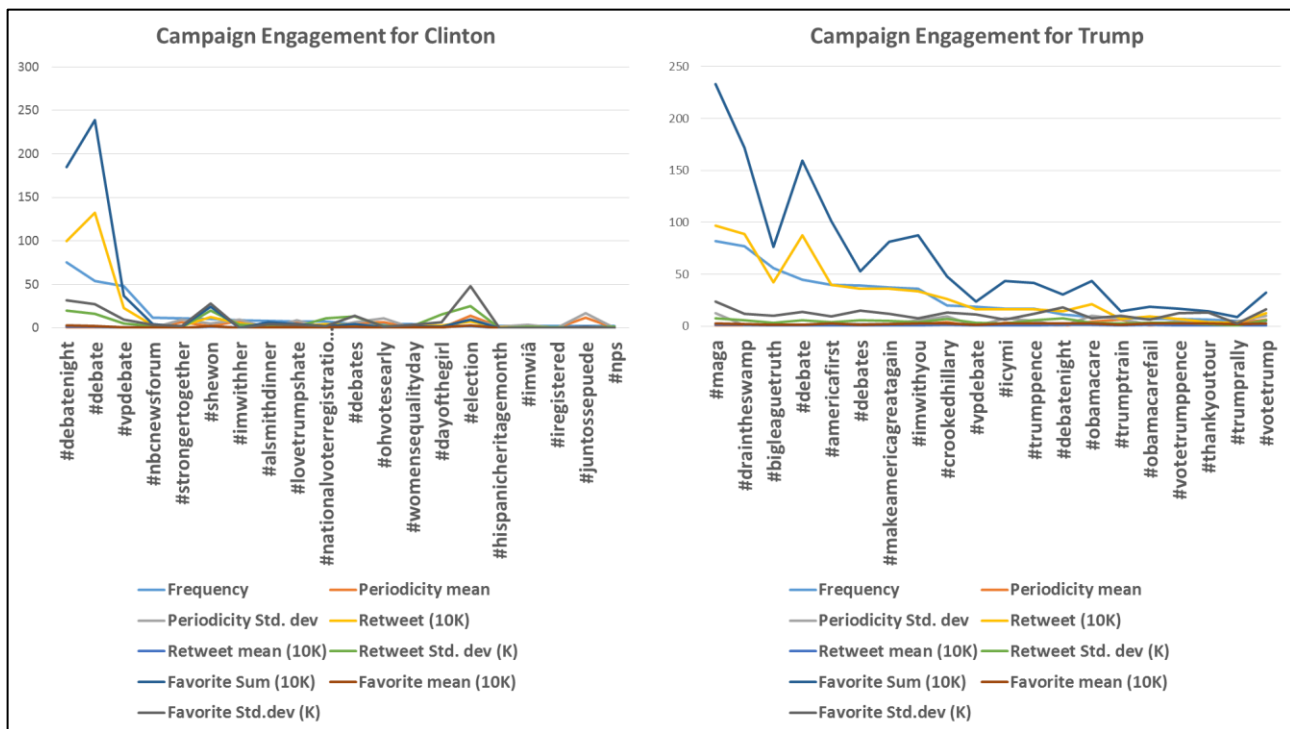 Campaign Engagement for Clinton
300
250
200
150
100
50
0
#debatenight
#debate
#vpdebate
#nbcnewsforum
#strongertogether
#shewon
#imwithher
#alsmithdinner
#lovetrumpshate
#nationalvoterregistratio...
#debates
#ohvotesearly
#womensequalityday
#dayofthegirl
#election
#hispanicheritagemonth
#imwiâ
#iregistered
#juntossepuede
#nps
Frequency
Periodicity mean
Periodicity Std. dev
Retweet (10K)
Retweet mean (10K)
Retweet Std. dev (K)
Favorite Sum (10K)
Favorite mean (10K)
Favorite Std.dev (K)
Campaign Engagement for Trump
250
200
150
100
50
0
#maga
#draintheswamp
#bigleaguetruth
#debate
#americafirst
#debates
#makeamericagreatagain
#imwithyou
#crookedhillary
#vpdebate
#icymi
#trumppence
#debatenight
#obamacare
#trumptrain
#obamacarefail
#votetrumppence
#thankyoutour
#trumprally
#votetrump
Frequency
Periodicity mean
Periodicity Std. dev
Retweet (10K)
Retweet mean (10K)
Retweet Std. dev (K)
Favorite Sum (10K)
Favorite mean (10K)
Favorite Std.dev (K)